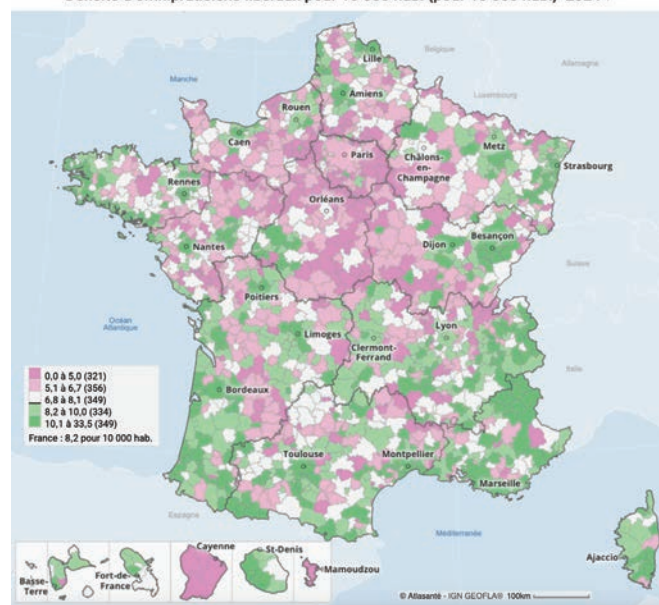 Manche
Belgique
Allemagne
Luxembourg
Lille
Amiens
Rouen
Caen
Metz
Paris
Châlons-
en-
Champagne
Strasbourg
Rennes
Orléans
Nantes
Dijon
Besançon
Suisse
Poitiers
Océan
Atlantique
Limoges
Clermont-
Ferrand
Lyon
Italie
0,0 à 5,0 (321)
5,1 à 6,7 (356)
6,8 à 8,1 (349)
8,2 à 10,0 (334)
10,1 à 33,5 (349)
France : 8,2 pour 10 000 hab.
Bordeaux
Toulouse
Montpellier
Marseille
Espagne
Méditerranée
Ajaccio
Basse-
Terre
Fort-de-
France
Cayenne
St-Denis
Mamoudzou
© Atlasanté - IGN GEOFLA® 100km